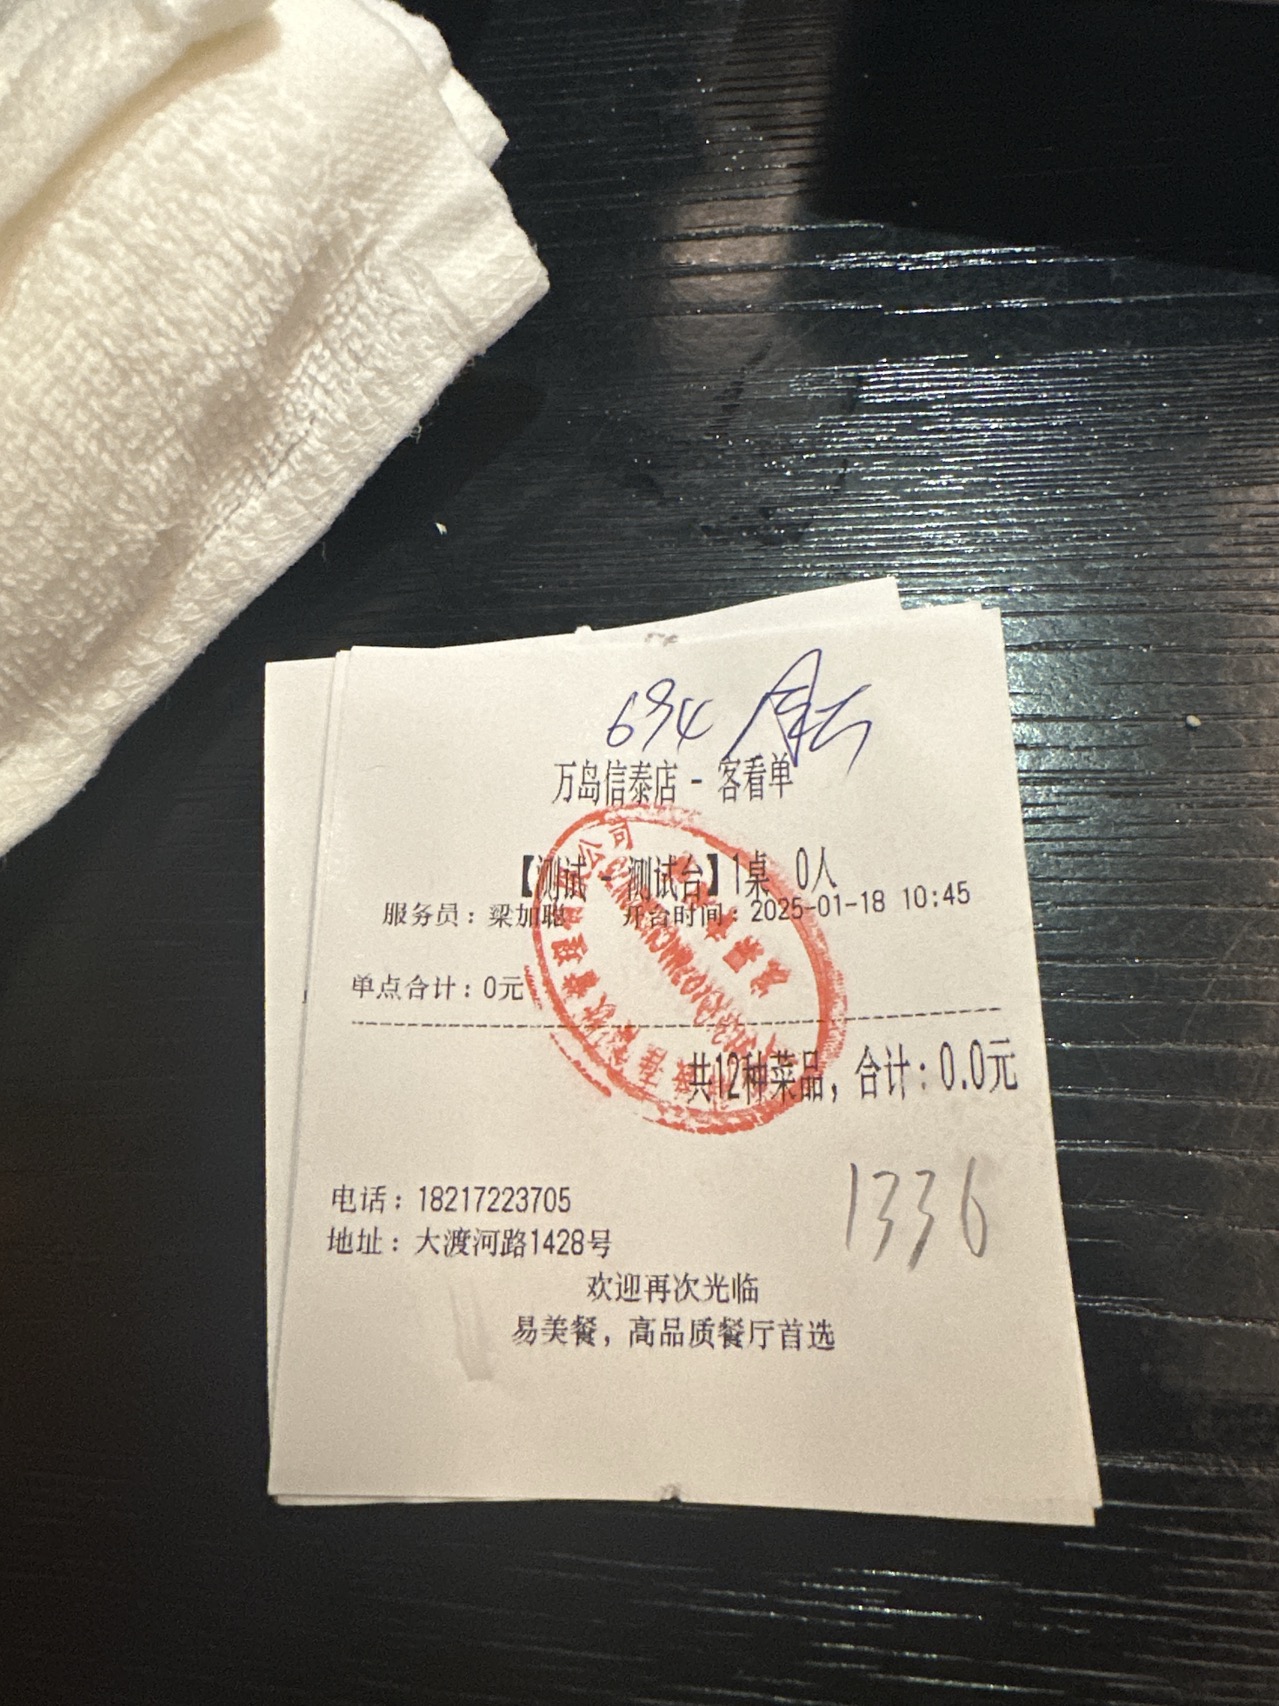 694
万岛信泰店 - 客看单
【测试 - 测试台】1桌 0人
服务员：梁加聪 开台时间：2025-01-18 10:45
单点合计：0元
共12种菜品，合计：0.0元
1336
电话：18217223705
地址：大渡河路1428号
欢迎再次光临
易美餐，高品质餐厅首选